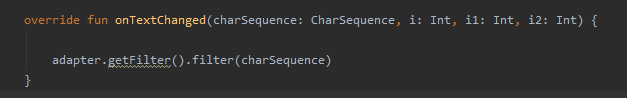 override fun onTextChanged(charSequence: CharSequence, i: Int, i1: Int, i2: Int) {
adapter.getFilter().filter(charSequence)
}